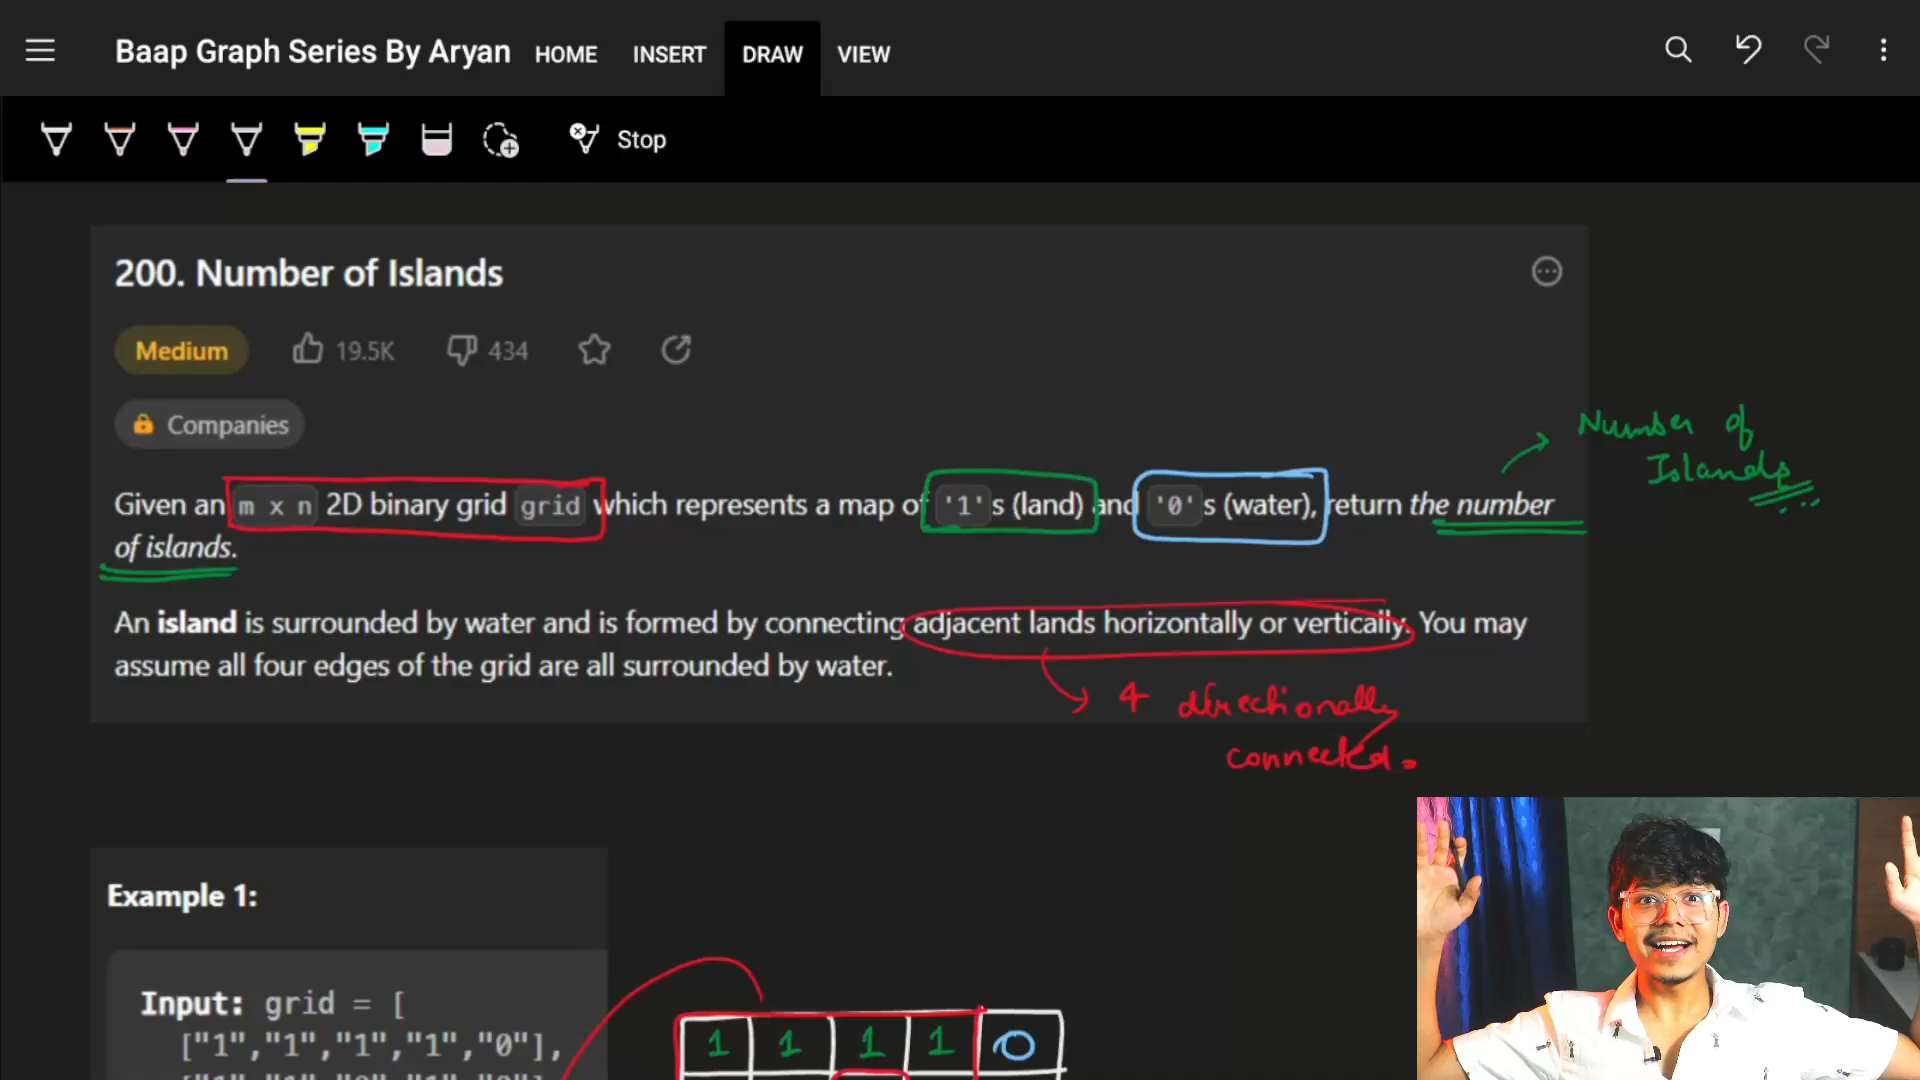 Baap Graph Series By Aryan HOME INSERT DRAW VIEW
Stop
200. Number of Islands
Medium 19.5K 434
Companies
Number of
Islands
Given an m x n 2D binary grid grid which represents a map of '1's (land) and '0's (water), return the number
of islands.
An island is surrounded by water and is formed by connecting adjacent lands horizontally or vertically. You may
assume all four edges of the grid are all surrounded by water.
4 directionally
connected.
Example 1:
Input: grid = [
["1","1","1","1","0"],
1 1 1 1 0